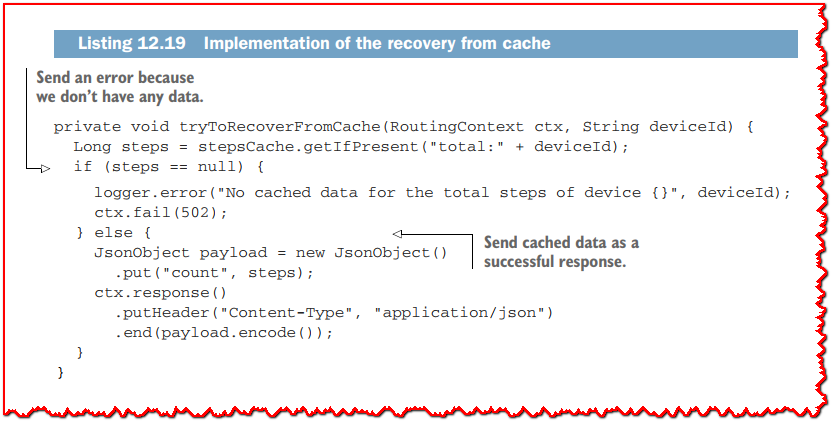 Listing 12.19 Implementation of the recovery from cache
Send an error because
we don't have any data.
private void tryToRecoverFromCache(RoutingContext ctx, String deviceId) {
Long steps = stepsCache.getIfPresent("total:" + deviceId);
if (steps == null) {
logger.error("No cached data for the total steps of device {}", deviceId);
ctx.fail(502);
} else {
Send cached data as a
successful response.
JsonObject payload = new JsonObject()
.put("count", steps);
ctx.response()
.putHeader("Content-Type", "application/json")
.end(payload.encode());
}
}